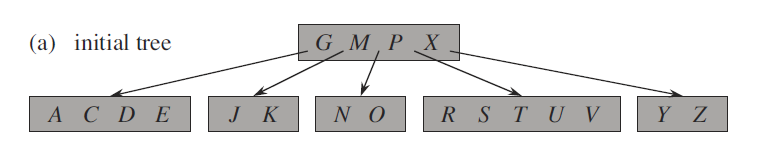 (a) initial tree
G M P X
A C D E
J K
N O
R S T U V
Y Z